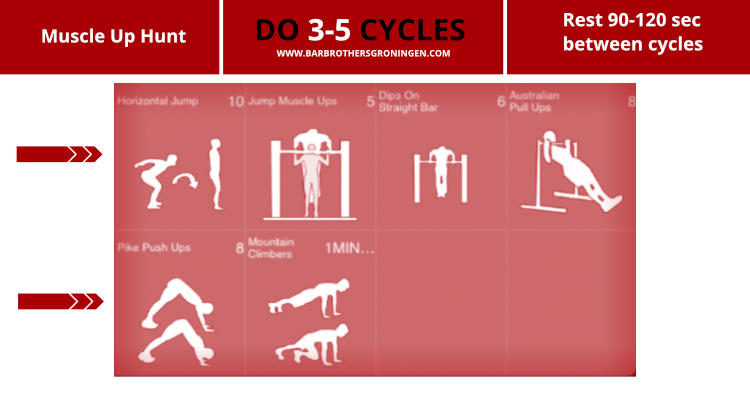 Muscle Up Hunt
DO 3-5 CYCLES
WWW.BARBROTHERSGRONINGEN.COM
Rest 90-120 sec
between cycles
Horizontal Jump 10
Jump Muscle Ups 5
Dips On
Straight Bar 6
Australian
Pull Ups 8
Pike Push Ups 8
Mountain
Climbers 1MIN...